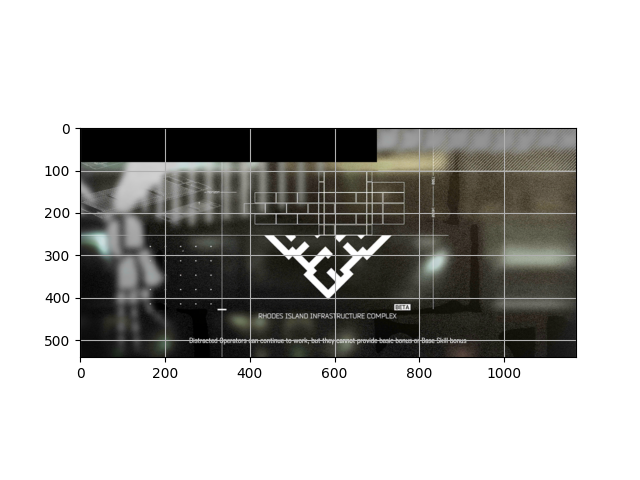 0
100
200
300
400
500
BETA
RHODES ISLAND INFRASTRUCTURE COMPLEX
Distracted Operators can continue to work, but they cannot provide basic bonus or Base Skill bonus
0 200 400 600 800 1000